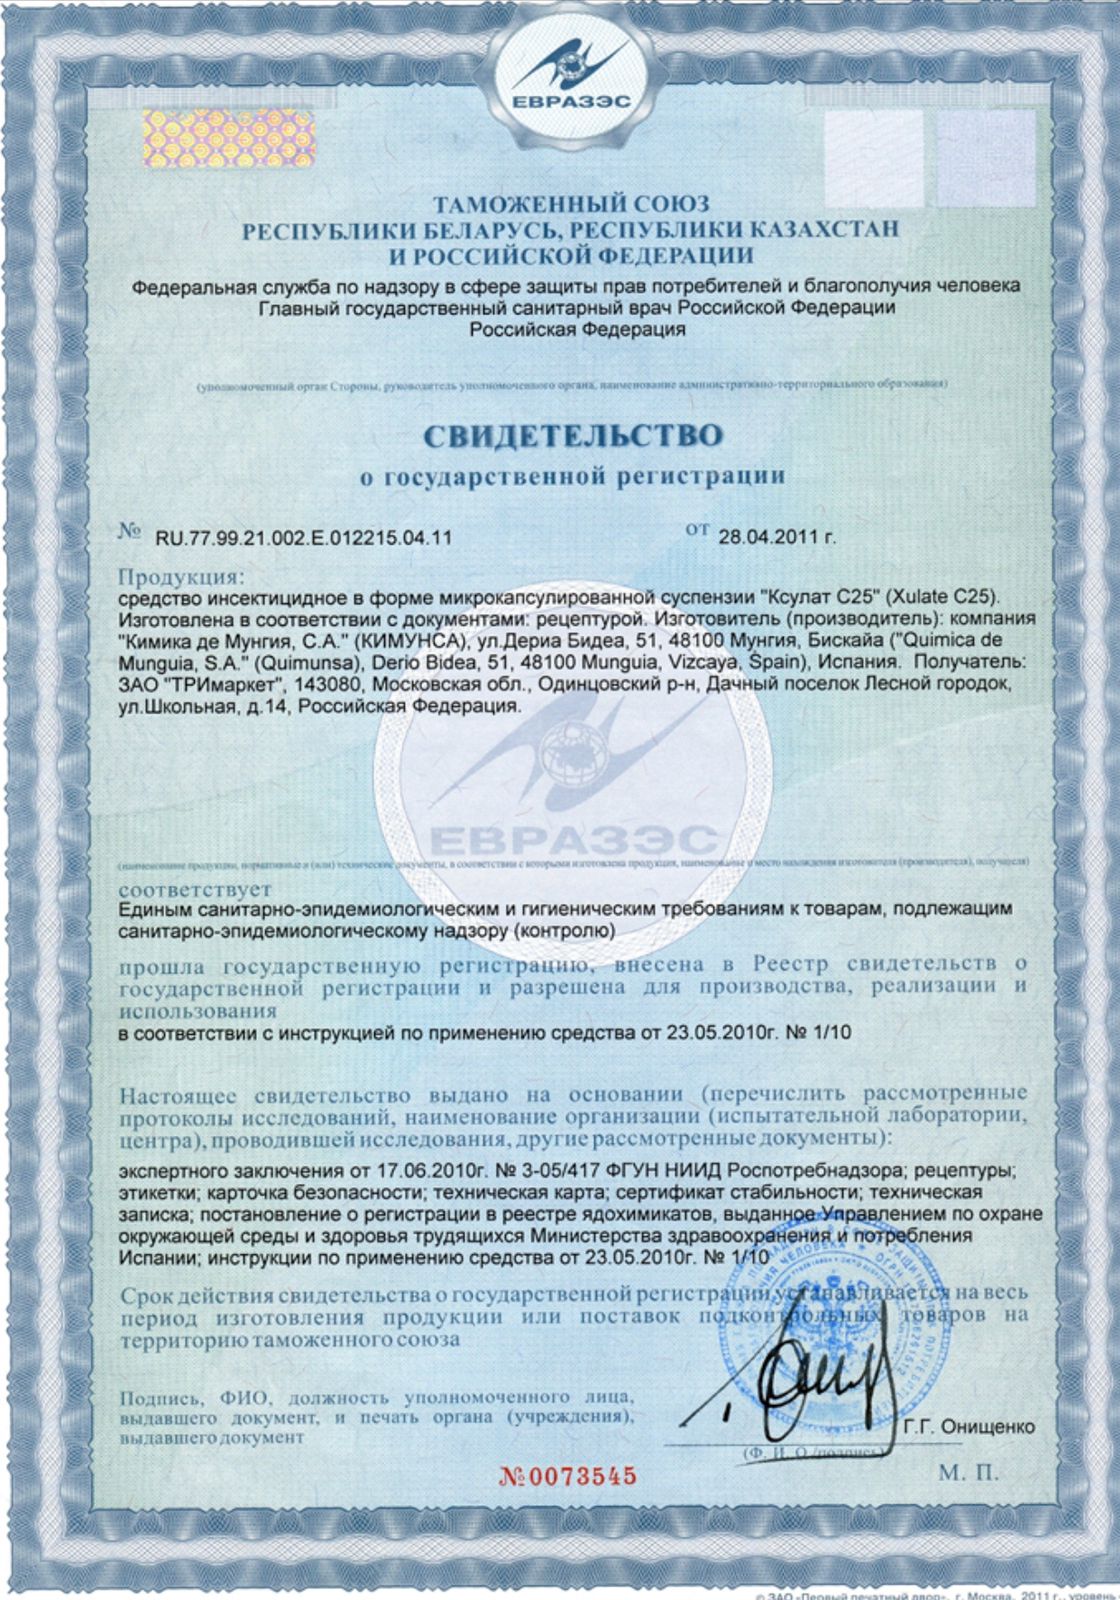 ЕВРАЗЭС
ТАМОЖЕННЫЙ СОЮЗ
РЕСПУБЛИКИ БЕЛАРУСЬ, РЕСПУБЛИКИ КАЗАХСТАН
И РОССИЙСКОЙ ФЕДЕРАЦИИ
Федеральная служба по надзору в сфере защиты прав потребителей и благополучия человека
Главный государственный санитарный врач Российской Федерации
Российская Федерация
(уполномоченный орган Стороны, руководитель уполномоченного органа, наименование административно-территориального образования)
СВИДЕТЕЛЬСТВО
о государственной регистрации
№ RU.77.99.21.002.Е.012215.04.11 от 28.04.2011 г.
Продукция:
средство инсектицидное в форме микрокапсулированной суспензии "Ксулат С25" (Xulate C25).
Изготовлена в соответствии с документами: рецептурой. Изготовитель (производитель): компания
"Кимика де Мунгия, С.А." (КИМУНСА), ул.Дериа Бидеа, 51, 48100 Мунгия, Бискайа ("Quimica de
Munguia, S.A." (Quimunsa), Derio Bidea, 51, 48100 Munguia, Vizcaya, Spain), Испания. Получатель:
ЗАО "ТРИмаркет", 143080, Московская обл., Одинцовский р-н, Дачный поселок Лесной городок,
ул.Школьная, д.14, Российская Федерация.
ЕВРАЗЭС
(наименование продукции, нормативные и (или) технические документы, в соответствии с которыми изготовлена продукция, наименование и место нахождения изготовителя (производителя), получателя)
соответствует
Единым санитарно-эпидемиологическим и гигиеническим требованиям к товарам, подлежащим
санитарно-эпидемиологическому надзору (контролю)
прошла государственную регистрацию, внесена в Реестр свидетельств о
государственной регистрации и разрешена для производства, реализации и
использования
в соответствии с инструкцией по применению средства от 23.05.2010г. № 1/10
Настоящее свидетельство выдано на основании (перечислить рассмотренные
протоколы исследований, наименование организации (испытательной лаборатории,
центра), проводившей исследования, другие рассмотренные документы):
экспертного заключения от 17.06.2010г. № 3-05/417 ФГУН НИИД Роспотребнадзора; рецептуры;
этикетки; карточка безопасности; техническая карта; сертификат стабильности; техническая
записка; постановление о регистрации в реестре ядохимикатов, выданное Управлением по охране
окружающей среды и здоровья трудящихся Министерства здравоохранения и потребления
Испании; инструкции по применению средства от 23.05.2010г. № 1/10
Срок действия свидетельства о государственной регистрации устанавливается на весь
период изготовления продукции или поставок подконтрольных товаров на
территорию таможенного союза
Подпись, ФИО, должность уполномоченного лица,
выдавшего документ, и печать органа (учреждения),
выдавшего документ
Г.Г. Онищенко
(Ф. И. О./подпись)
№0073545
М. П.
© ЗАО «Первый печатный двор», г. Москва, 2011 г., уровень